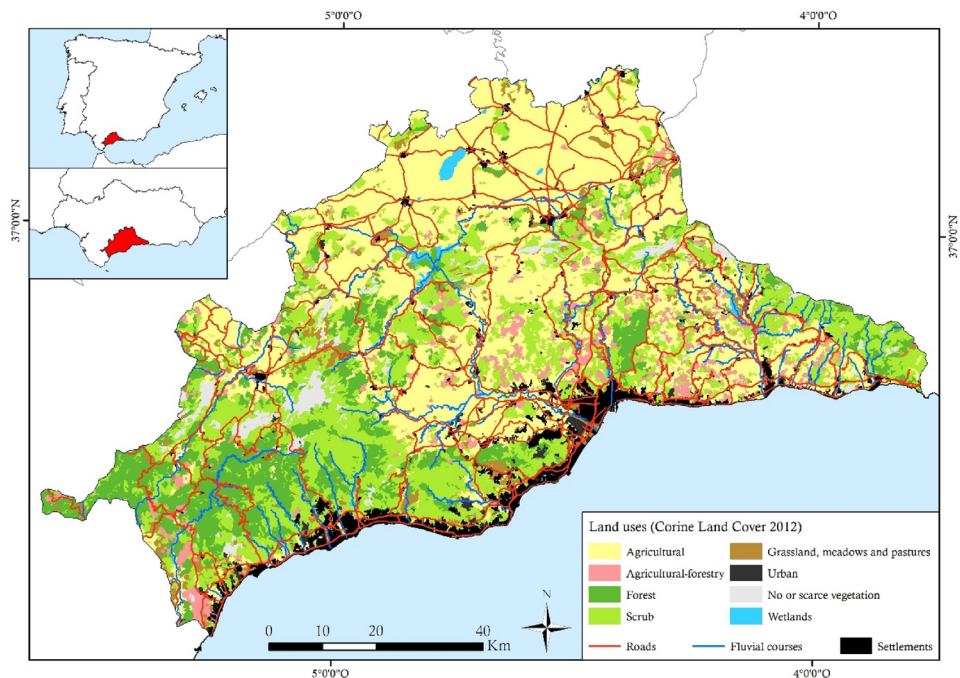 5°0'0"O
4°0'0"O
37°0'0"N
37°0'0"N
Land uses (Corine Land Cover 2012)
Agricultural
Grassland, meadows and pastures
Agricultural-forestry
Urban
Forest
No or scarce vegetation
Scrub
Wetlands
Roads
Fluvial courses
Settlements
N
0 10 20 40
Km
5°0'0"O
4°0'0"O